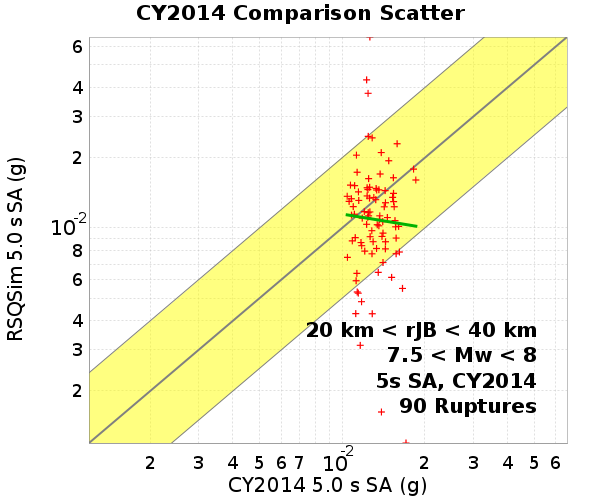 CY2014 Comparison Scatter
RSQSim 5.0 s SA (g)
6
4
3
2
10-2
8
6
4
3
2
20 km < rJB < 40 km
7.5 < Mw < 8
5s SA, CY2014
90 Ruptures
2 3 4 5 6 7 10-2 2 3 4 5 6
CY2014 5.0 s SA (g)